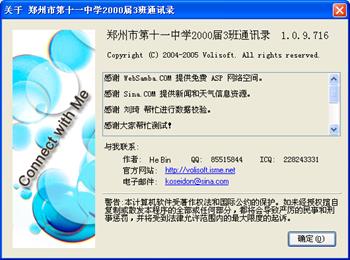 关于 郑州市第十一中学2000届3班通讯录
郑州市第十一中学2000届3班通讯录 1.0.9.716
Copyright (C) 2004-2005 Volisoft. All rights reserved.
感谢 WebSamba.COM 提供免费 ASP 网络空间。
感谢 Sina.COM 提供新闻和天气信息资源。
感谢 刘琦 帮忙进行数据校验。
感谢大家帮忙测试!
Connect with Me
与我联系:
作者: He Bin QQ: 85515844 ICQ: 228243331
官方网站: http://volisoft.isme.net
电子邮件: koseidon@sina.com
警告:本计算机软件受著作权法和国际公约的保护。如未经授权擅自
复制或散发本程序的全部或任何部分,都将会导致严厉的民事和刑
事惩罚,并将受到法律允许范围内的最大限度的起诉。
确定(O)